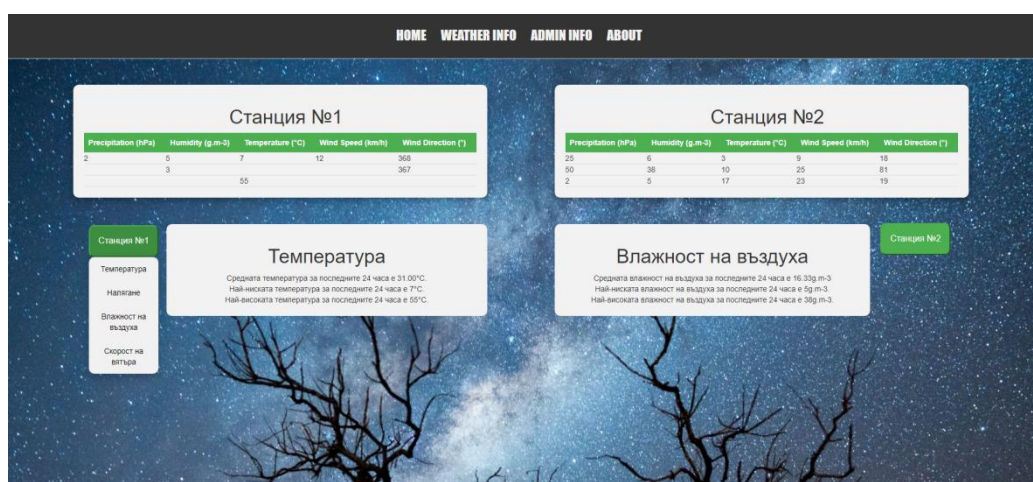 HOME WEATHER INFO ADMIN INFO ABOUT
Станция №1
Precipitation (hPa) Humidity (g.m-3) Temperature (°C) Wind Speed (km/h) Wind Direction (°)
2 5 7 12 368
3 367
55
Станция №2
Precipitation (hPa) Humidity (g.m-3) Temperature (°C) Wind Speed (km/h) Wind Direction (°)
25 6 3 9 18
50 38 10 25 81
2 5 17 23 19
Станция №1
Температура
Налягане
Влажност на
въздуха
Скорост на
вятъра
Температура
Средната температура за последните 24 часа е 31.00°C.
Най-ниската температура за последните 24 часа е 7°C.
Най-високата температура за последните 24 часа е 55°C.
Влажност на въздуха
Средната влажност на въздуха за последните 24 часа е 16.33g.m-3
Най-ниската влажност на въздуха за последните 24 часа е 5g.m-3.
Най-високата влажност на въздуха за последните 24 часа е 38g.m-3.
Станция №2